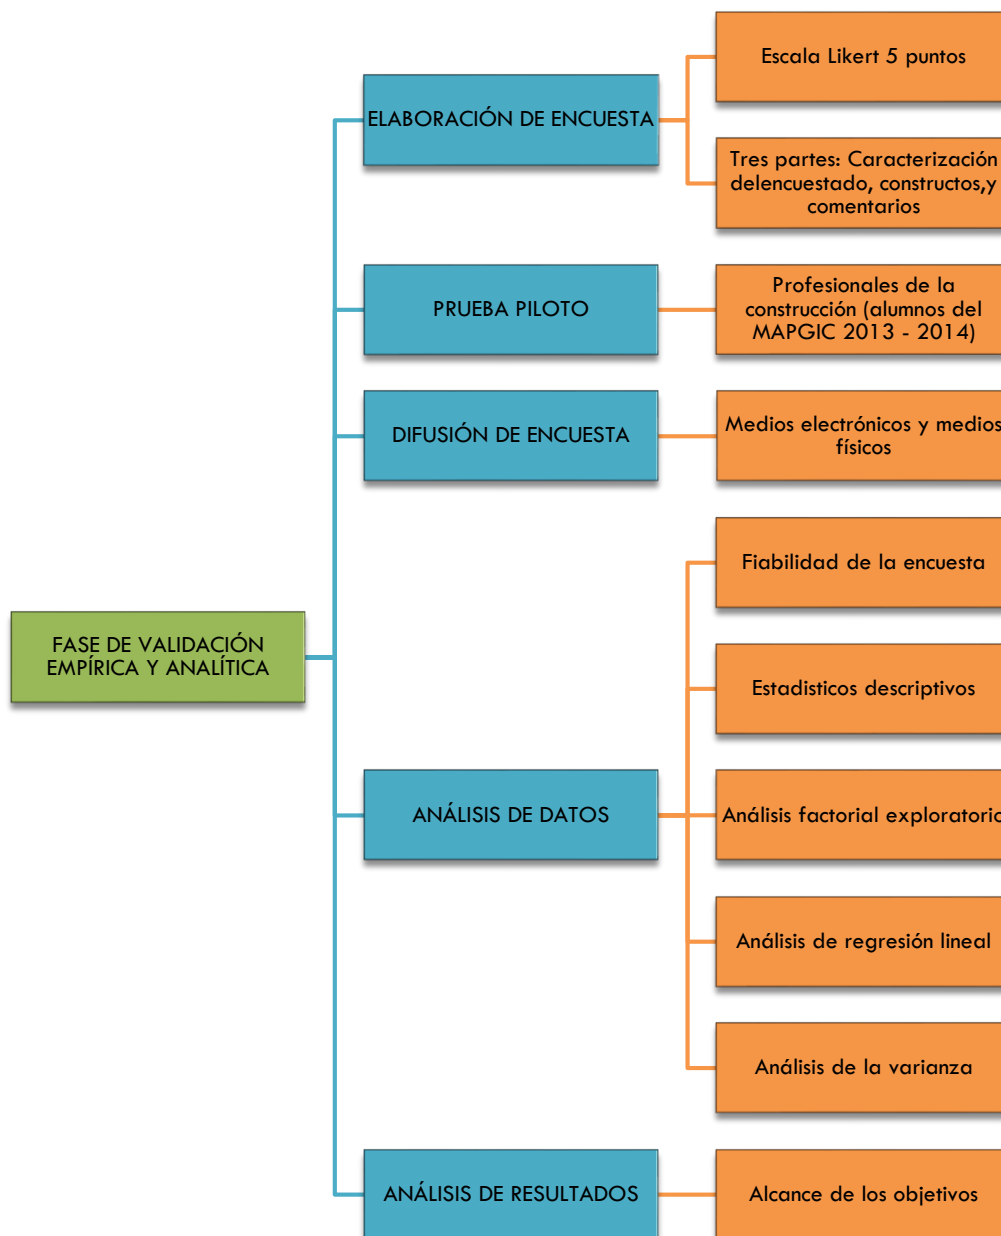 Escala Likert 5 puntos
ELABORACIÓN DE ENCUESTA
Tres partes: Caracterización
delencuestado, constructos,y
comentarios
PRUEBA PILOTO
Profesionales de la
construcción (alumnos del
MAPGIC 2013 - 2014)
DIFUSIÓN DE ENCUESTA
Medios electrónicos y medios
físicos
Fiabilidad de la encuesta
FASE DE VALIDACIÓN
EMPÍRICA Y ANALÍTICA
Estadisticos descriptivos
ANÁLISIS DE DATOS
Análisis factorial exploratorio
Análisis de regresión lineal
Análisis de la varianza
ANÁLISIS DE RESULTADOS
Alcance de los objetivos